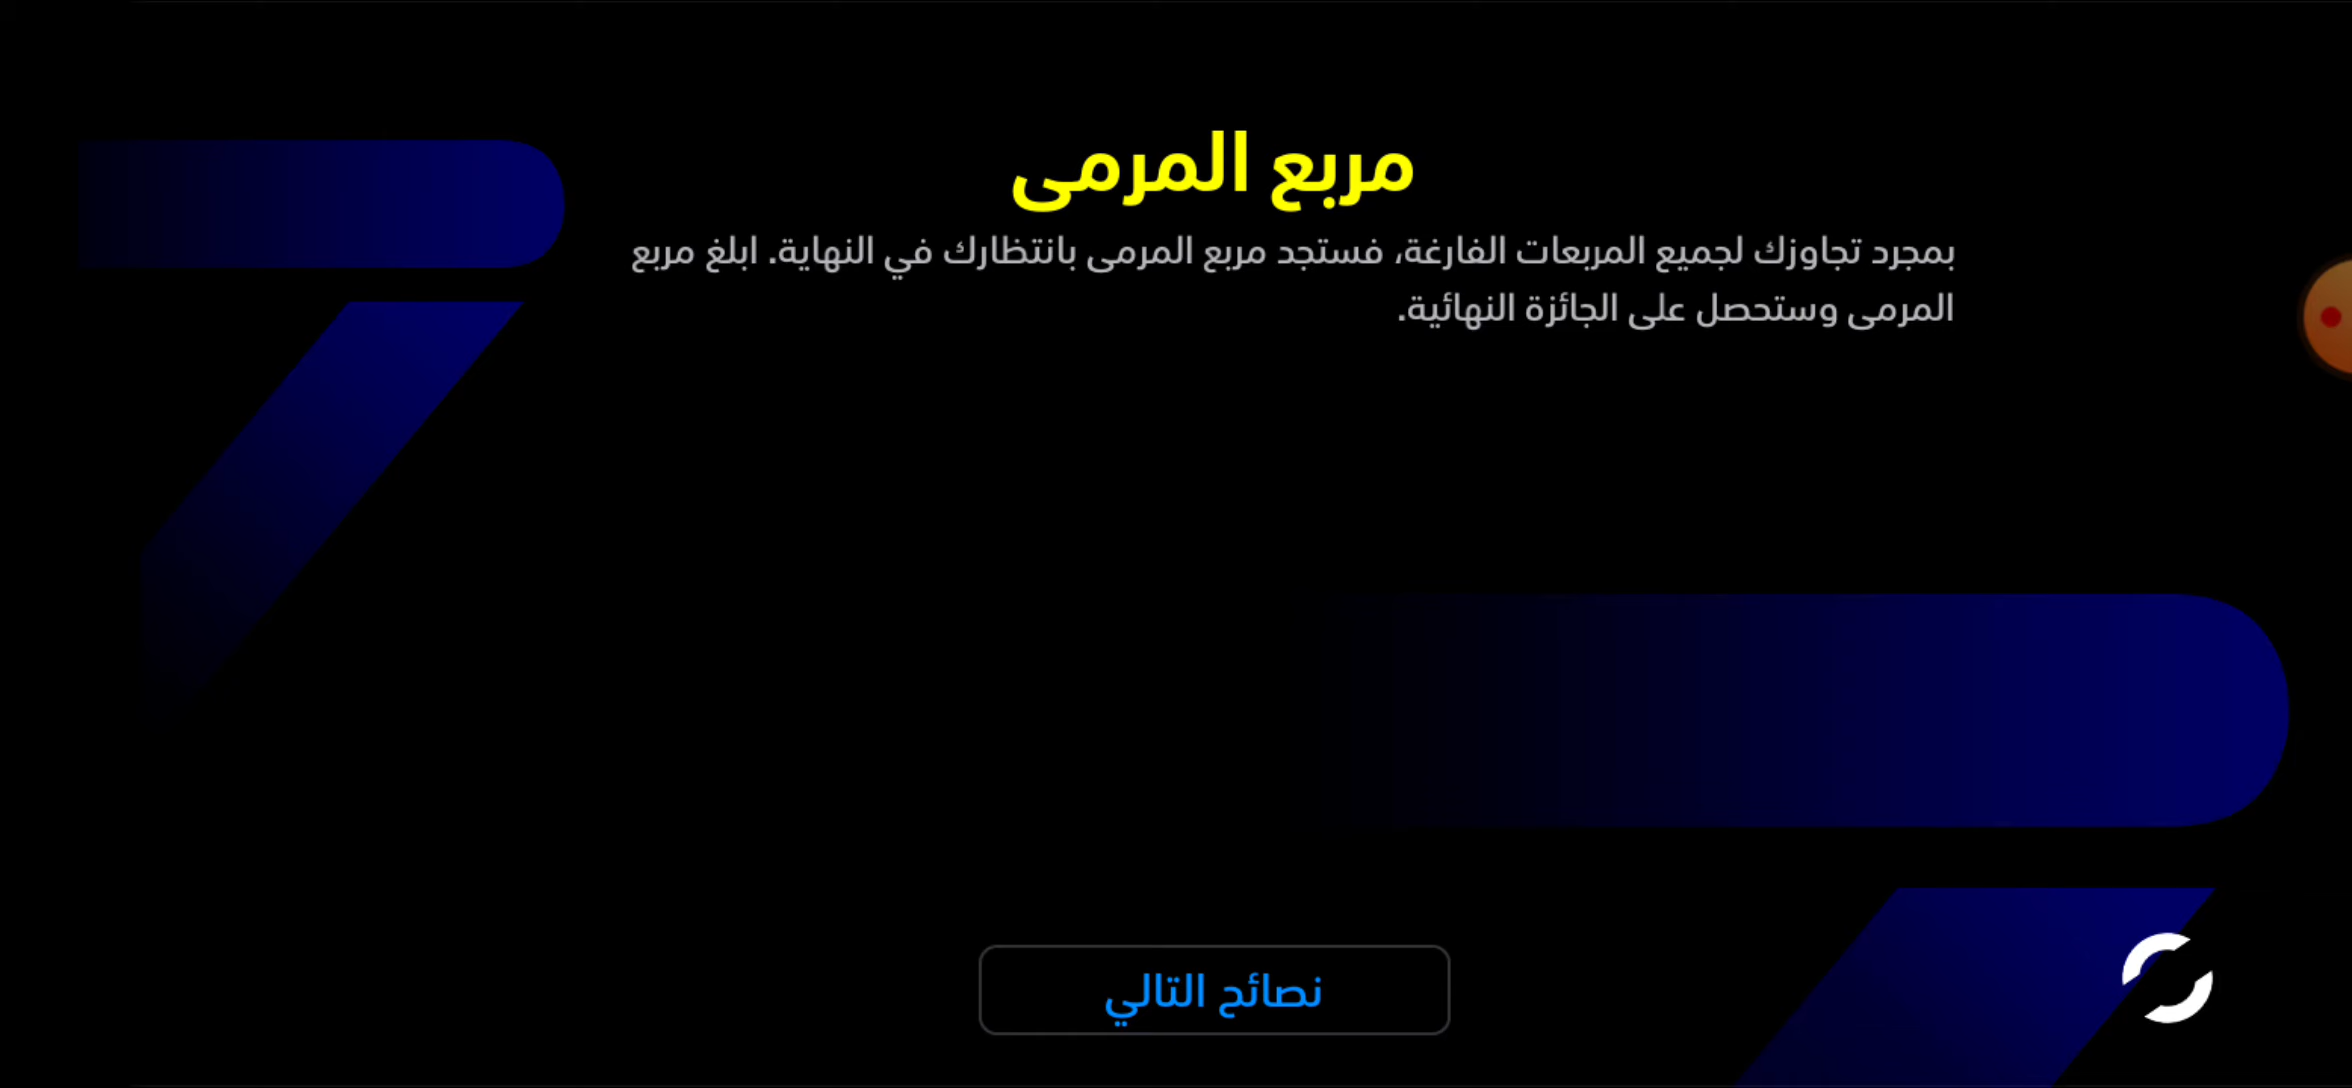 مربع المرمى
بمجرد تجاوزك لجميع المربعات الفارغة، فستجد مربع المرمى بانتظارك في النهاية. ابلغ مربع
المرمى وستحصل على الجائزة النهائية.
نصائح التالي